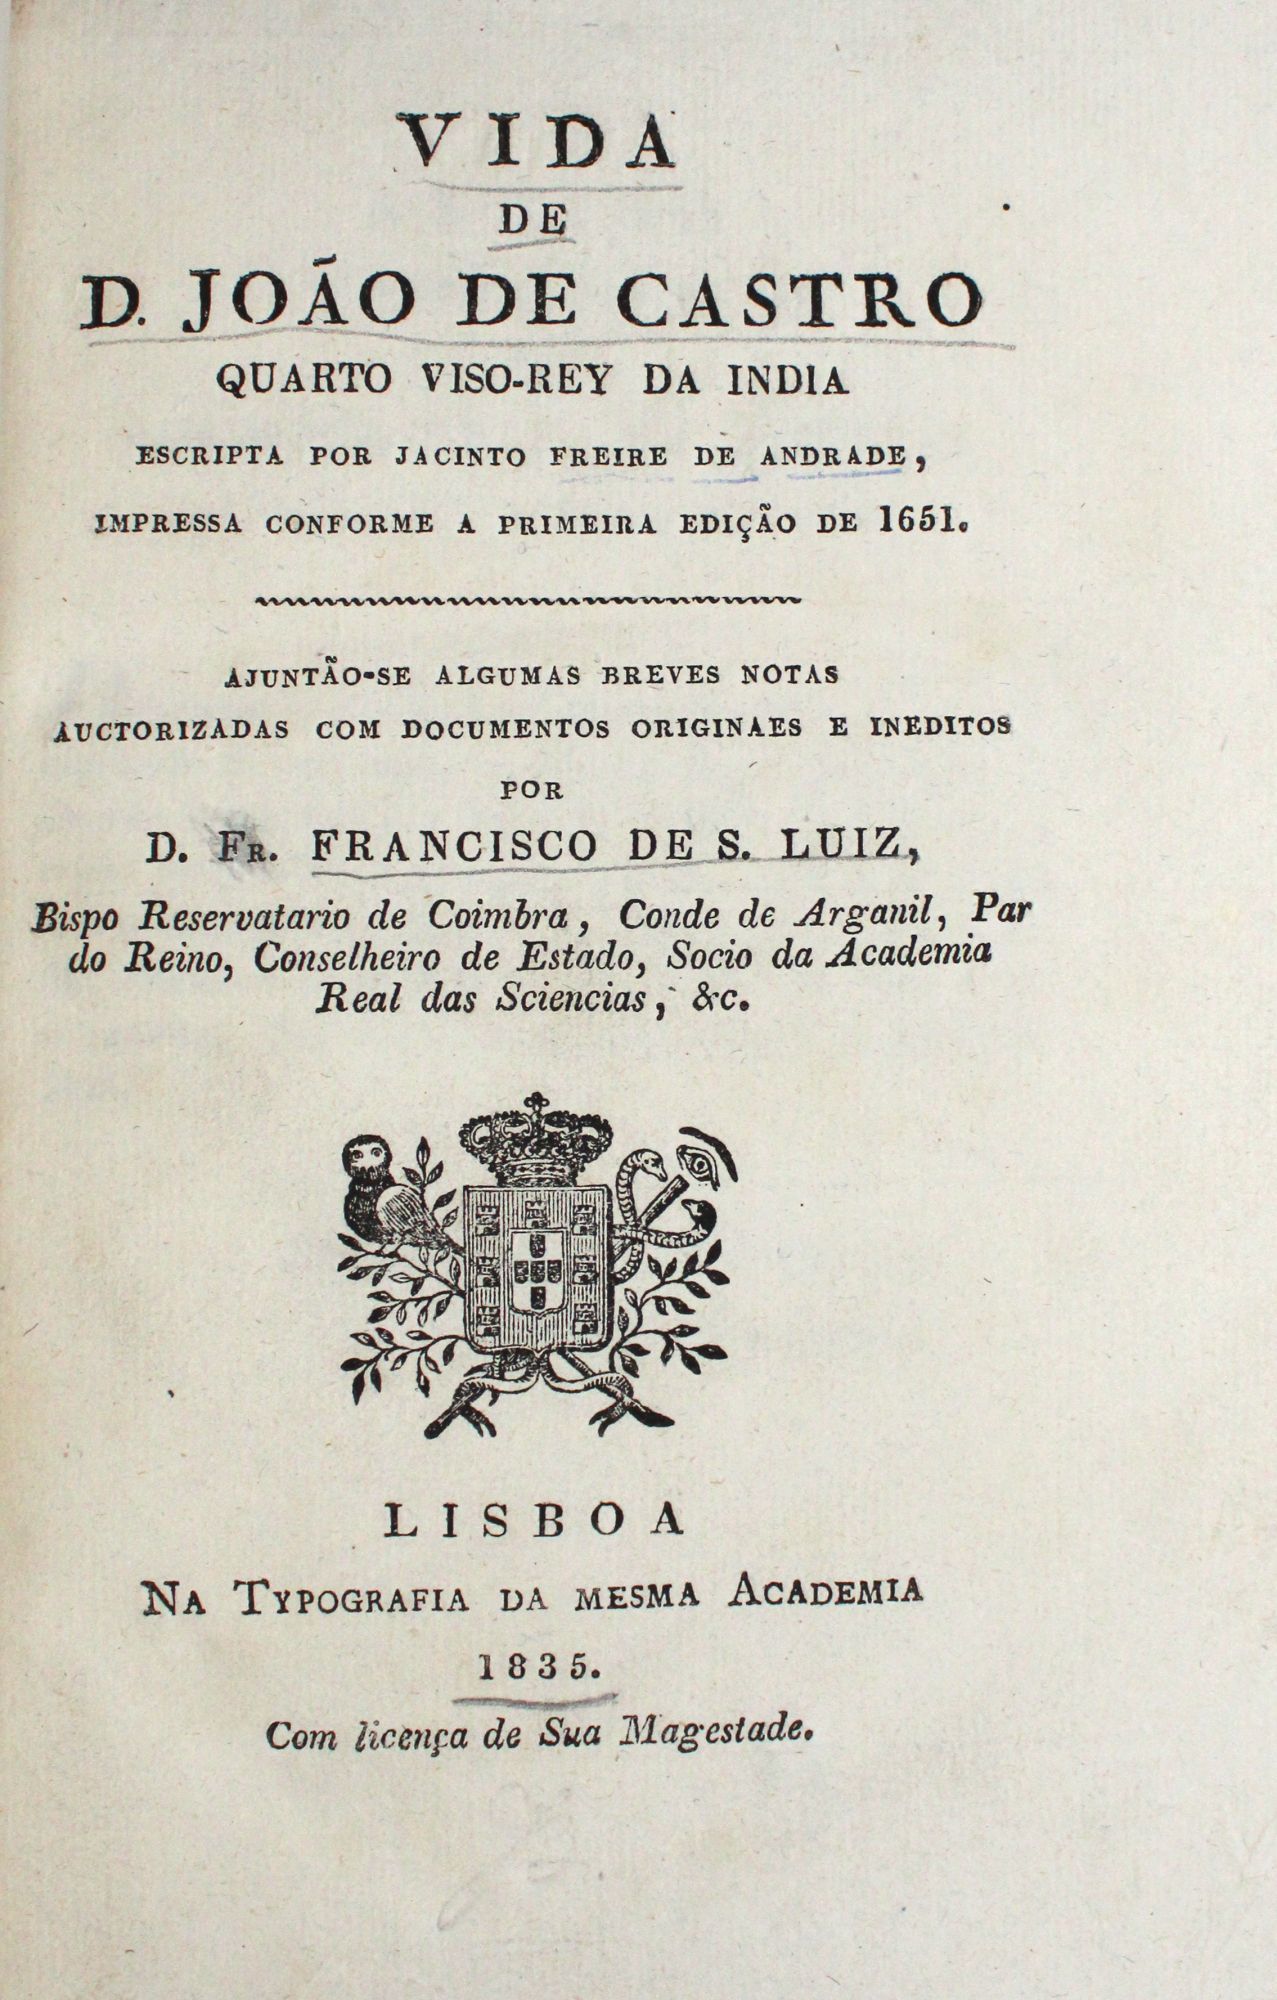 VIDA
DE
D. JOÃO DE CASTRO
QUARTO VISO-REY DA INDIA
ESCRIPTA POR JACINTO FREIRE DE ANDRADE,
IMPRESSA CONFORME A PRIMEIRA EDIÇÃO DE 1651.
AJUNTÃO-SE ALGUMAS BREVES NOTAS
AUCTORIZADAS COM DOCUMENTOS ORIGINAES E INEDITOS
POR
D. FR. FRANCISCO DE S. LUIZ,
Bispo Reservatario de Coimbra, Conde de Arganil, Par
do Reino, Conselheiro de Estado, Socio da Academia
Real das Sciencias, &c.
LISBOA
NA TYPOGRAFIA DA MESMA ACADEMIA
1835.
Com licença de Sua Magestade.